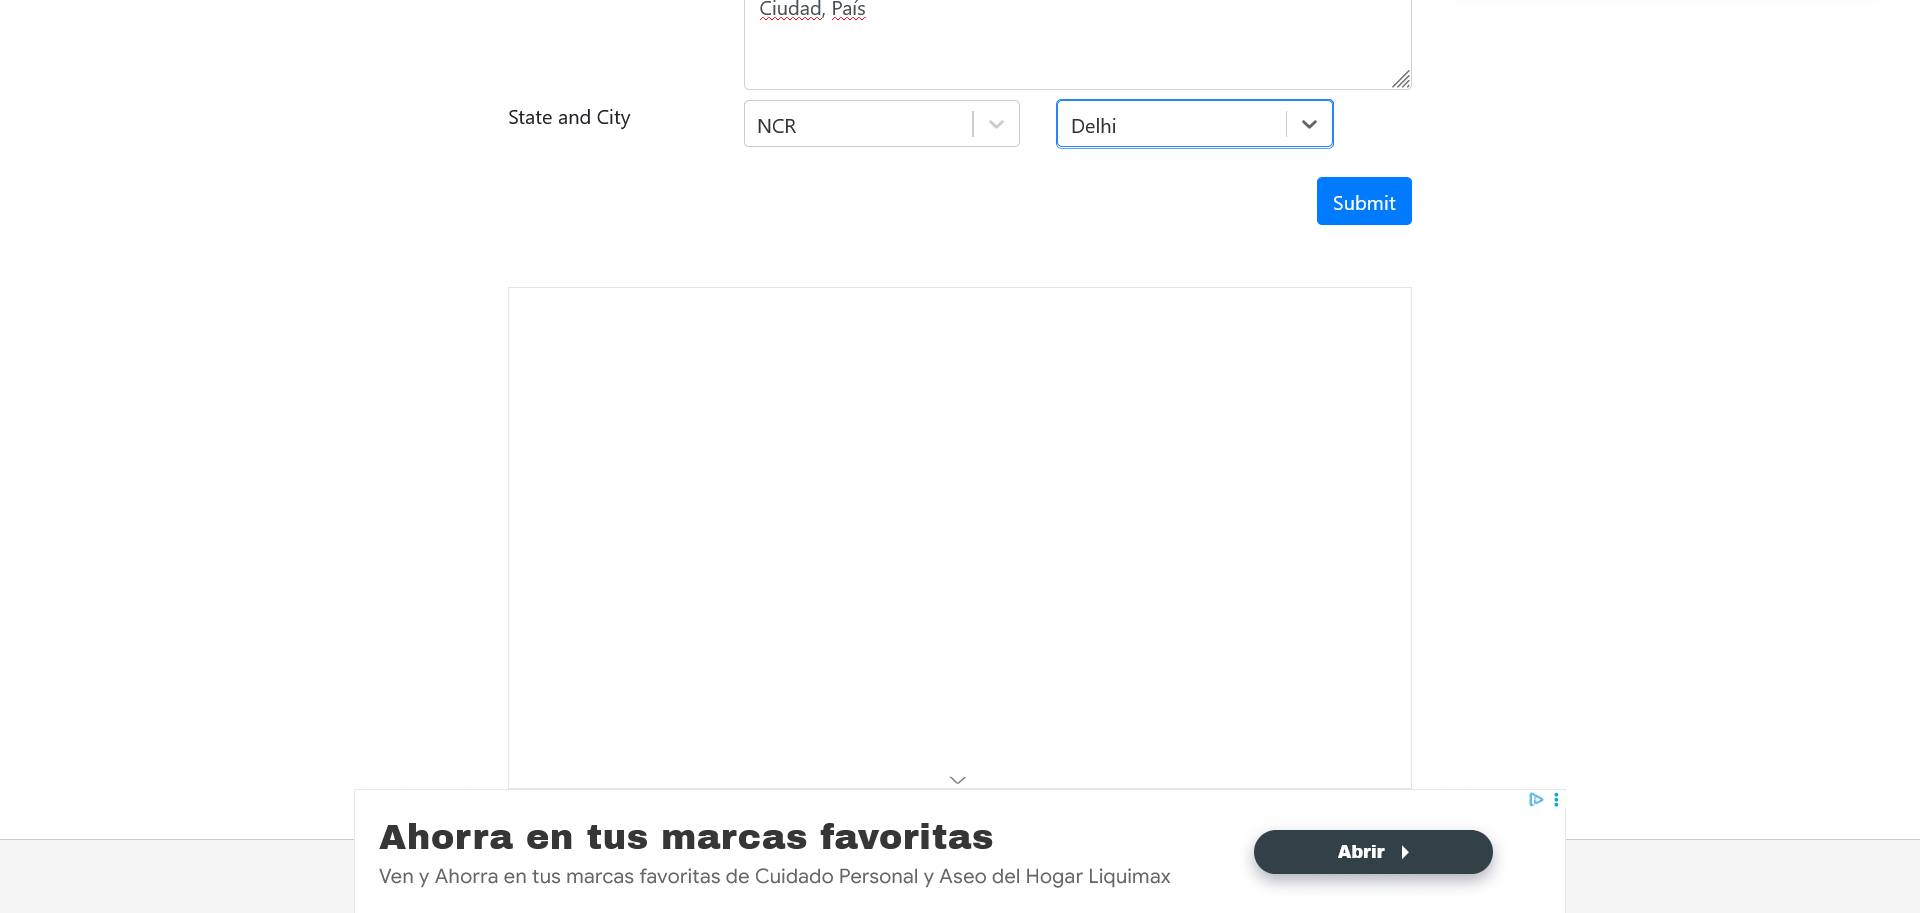 Ciudad, País
State and City
NCR
Delhi
Submit
Ahorra en tus marcas favoritas
Ven y Ahorra en tus marcas favoritas de Cuidado Personal y Aseo del Hogar Liquimax
Abrir